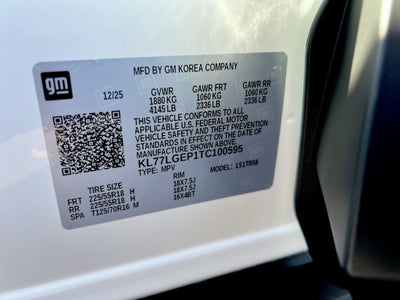 gm
MFD BY GM KOREA COMPANY
12/25 GVWR GAWR FRT GAWR RR
1880 KG 1060 KG 1060 KG
4145 LB 2336 LB 2336 LB
THIS VEHICLE CONFORMS TO ALL
APPLICABLE U.S. FEDERAL MOTOR
VEHICLE SAFETY AND THEFT
PREVENTION STANDARDS IN
EFFECT ON THE DATE OF
MANUFACTURE SHOWN ABOVE.
KL77LGEP1TC100595
TYPE: MPV MODEL: 1S1TR58
TIRE SIZE RIM
FRT 225/55R18 H 18X7.5J
RR 225/55R18 H 18X7.5J
SPA T125/70R16 M 16X4BT